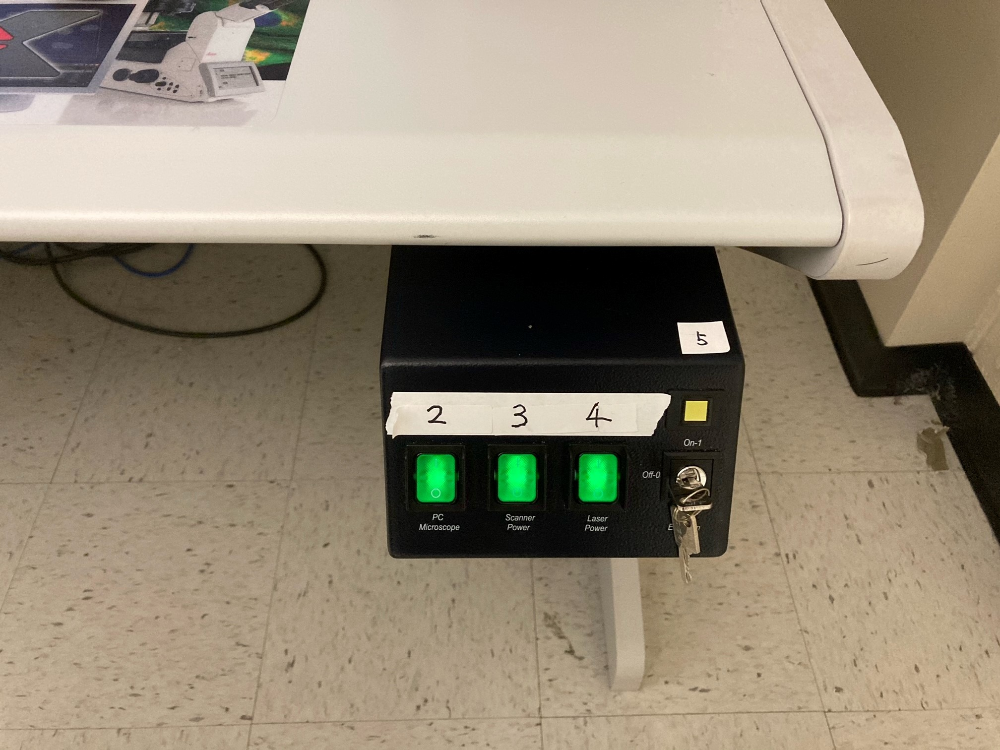 5
2 3 4
On-1
Off-0
PC
Microscope
Scanner
Power
Laser
Power